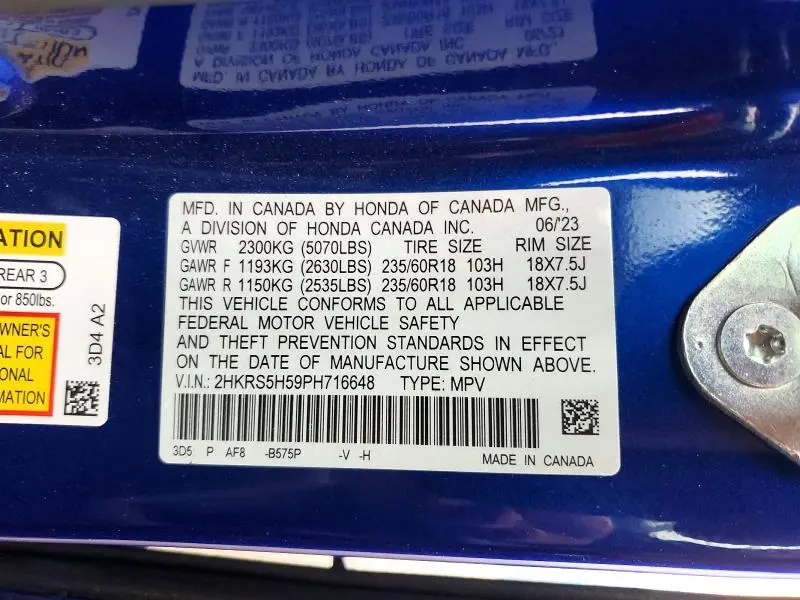 MFD. IN CANADA BY HONDA OF CANADA MFG.,
A DIVISION OF HONDA CANADA INC. 06/'23
GVWR 2300KG (5070LBS) TIRE SIZE RIM SIZE
GAWR F 1193KG (2630LBS) 235/60R18 103H 18X7.5J
GAWR R 1150KG (2535LBS) 235/60R18 103H 18X7.5J
THIS VEHICLE CONFORMS TO ALL APPLICABLE
FEDERAL MOTOR VEHICLE SAFETY
AND THEFT PREVENTION STANDARDS IN EFFECT
ON THE DATE OF MANUFACTURE SHOWN ABOVE.
V.I.N.: 2HKRS5H59PH716648 TYPE: MPV
3D5 P AF8 -B575P -V -H
MADE IN CANADA
ATION
REAR 3
or 850lbs.
OWNER'S
AL FOR
IONAL
MATION
3D4 A2